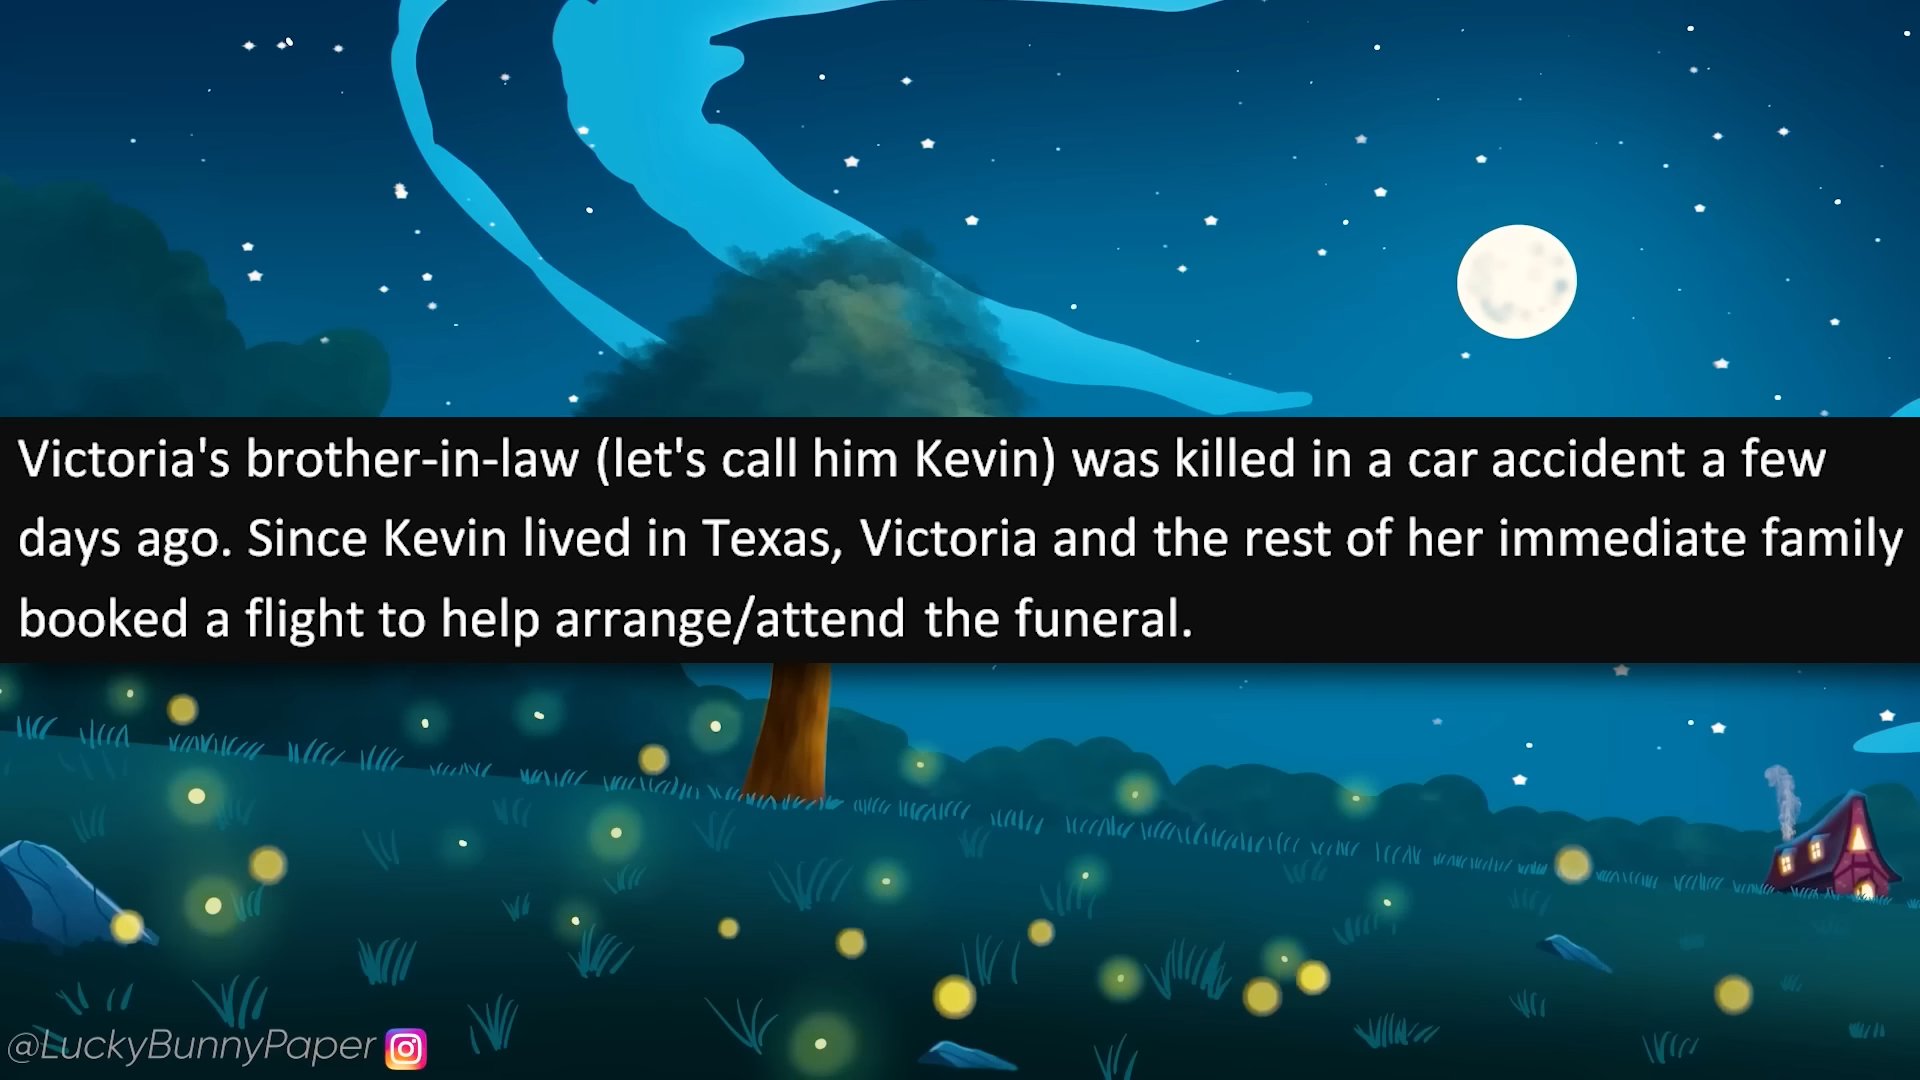 Victoria's brother-in-law (let's call him Kevin) was killed in a car accident a few
days ago. Since Kevin lived in Texas, Victoria and the rest of her immediate family
booked a flight to help arrange/attend the funeral.
@LuckyBunnyPaper